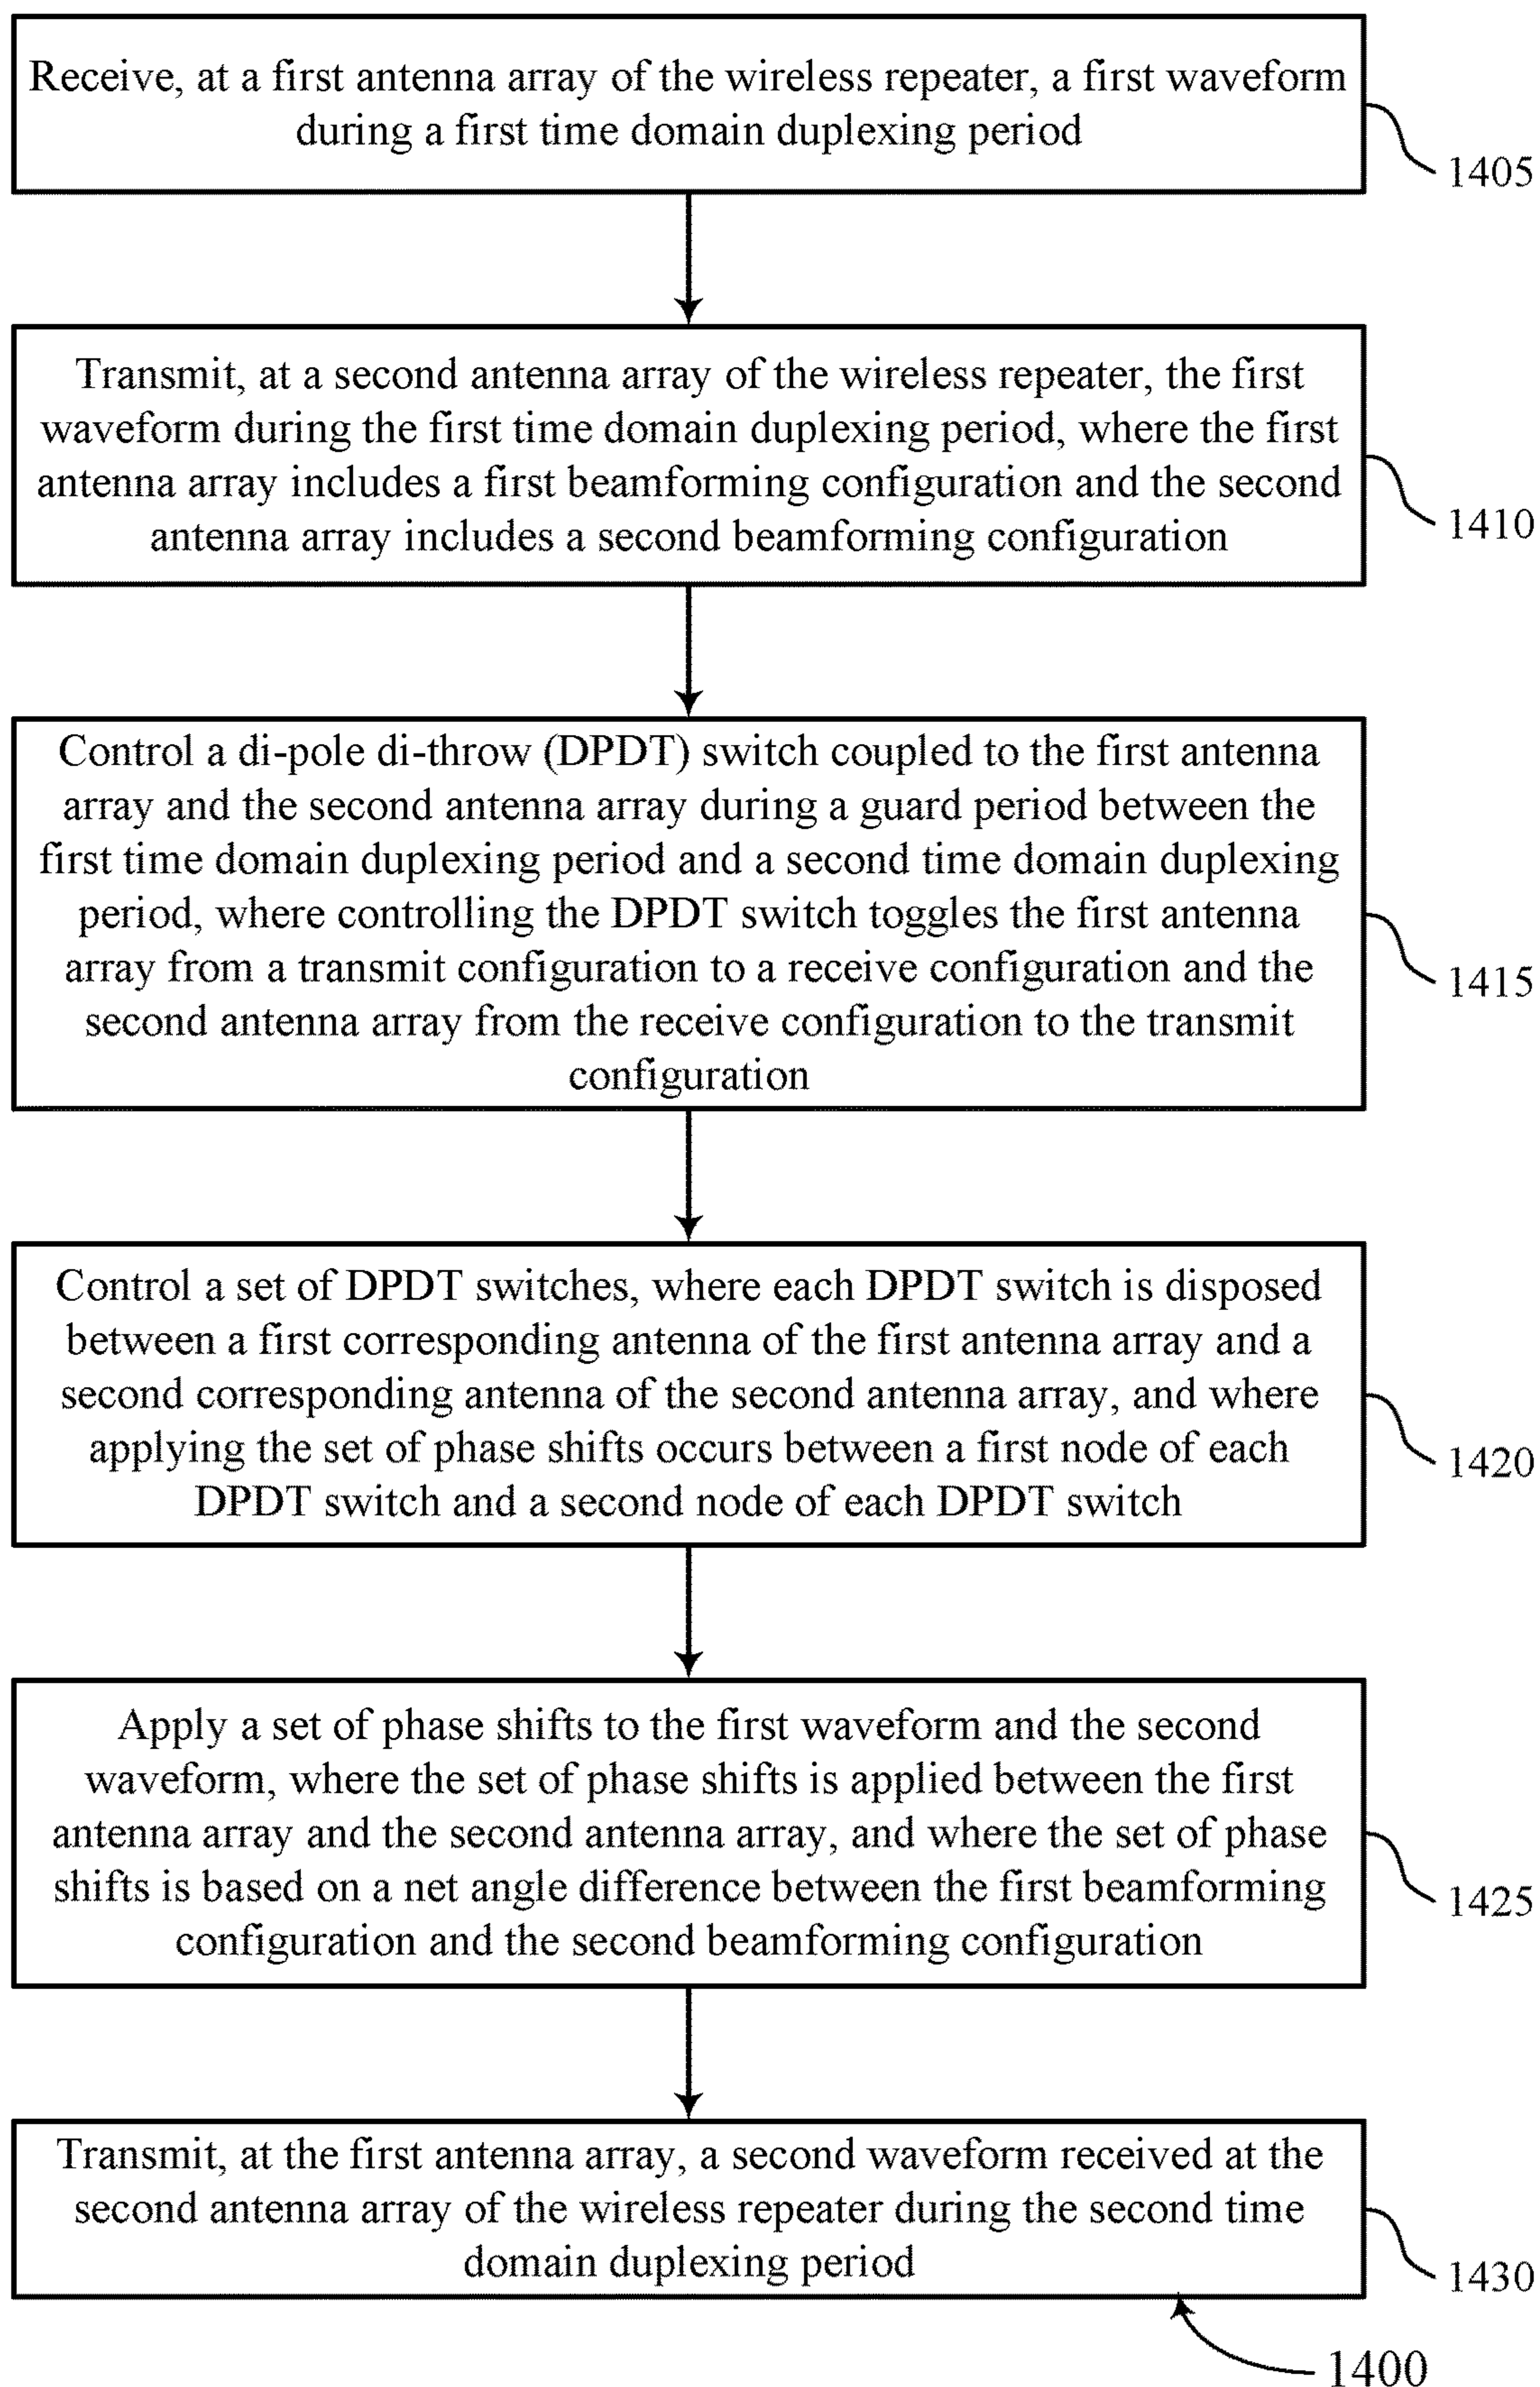 Receive, at a first antenna array of the wireless repeater, a first waveform
during a first time domain duplexing period
1405
Transmit, at a second antenna array of the wireless repeater, the first
waveform during the first time domain duplexing period, where the first
antenna array includes a first beamforming configuration and the second
antenna array includes a second beamforming configuration
1410
Control a di-pole di-throw (DPDT) switch coupled to the first antenna
array and the second antenna array during a guard period between the
first time domain duplexing period and a second time domain duplexing
period, where controlling the DPDT switch toggles the first antenna
array from a transmit configuration to a receive configuration and the
second antenna array from the receive configuration to the transmit
configuration
1415
Control a set of DPDT switches, where each DPDT switch is disposed
between a first corresponding antenna of the first antenna array and a
second corresponding antenna of the second antenna array, and where
applying the set of phase shifts occurs between a first node of each
DPDT switch and a second node of each DPDT switch
1420
Apply a set of phase shifts to the first waveform and the second
waveform, where the set of phase shifts is applied between the first
antenna array and the second antenna array, and where the set of phase
shifts is based on a net angle difference between the first beamforming
configuration and the second beamforming configuration
1425
Transmit, at the first antenna array, a second waveform received at the
second antenna array of the wireless repeater during the second time
domain duplexing period
1430
1400